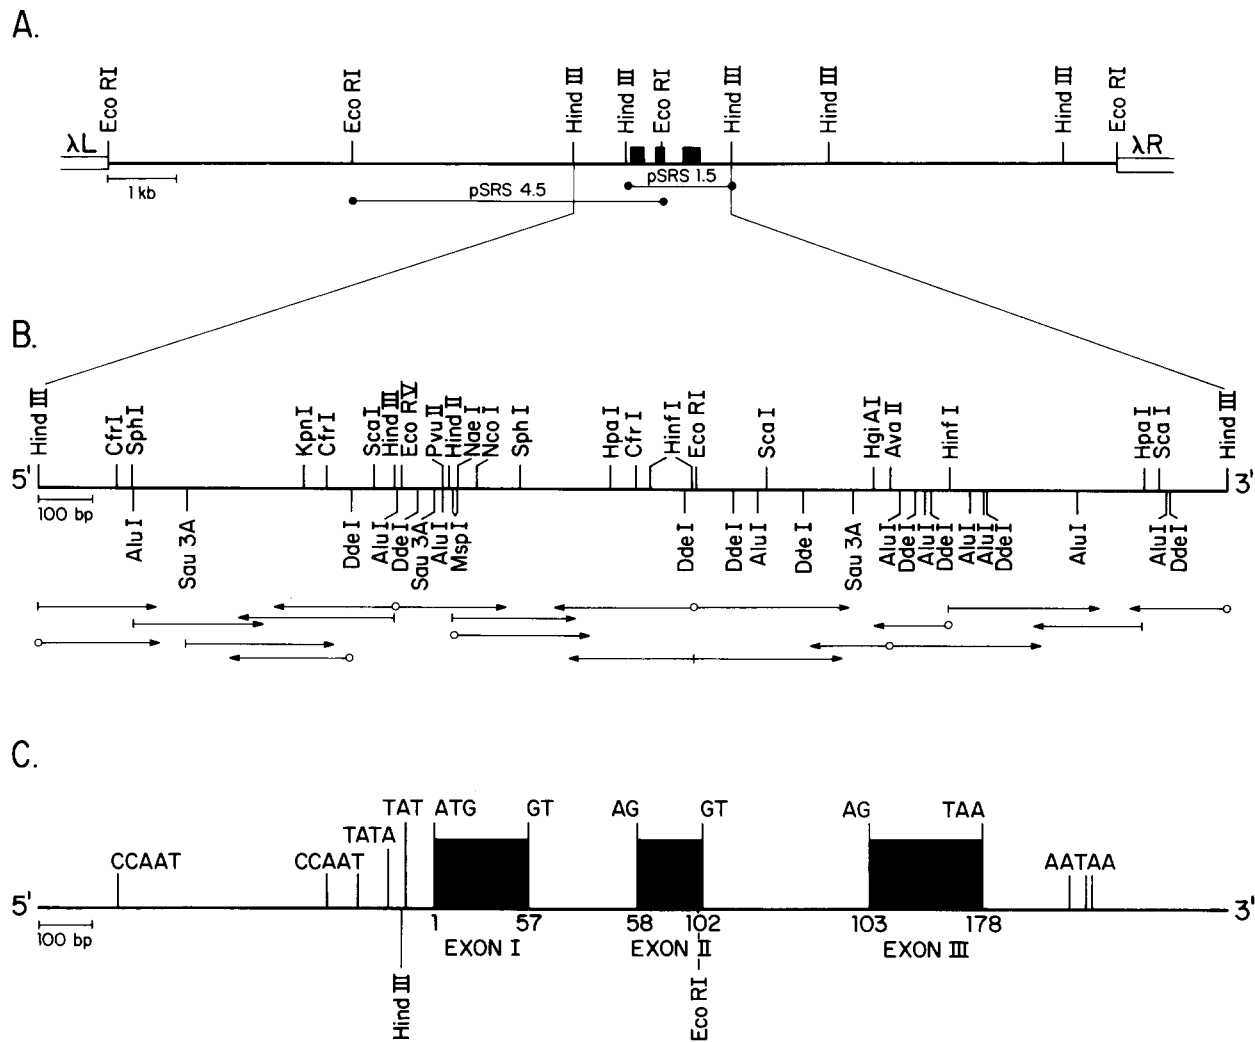 A.
Eco RI Eco RI Hind III Hind III Eco RI Hind III Hind III Hind III Eco RI
λL λR
1 kb pSRS 4.5 pSRS 1.5
B.
Hind III Cfr I Sph I Kpn I Cfr I Sca I Hind III Eco RV Pvu II Hind II Nae I Nco I Sph I Hpa I Cfr I Hinf I Eco RI Sca I Hgi A I Ava II Hinf I Hpa I Sca I Hind III
5' 3'
100 bp
Alu I Sau 3A Dde I Alu I Dde I Sau 3A Alu I Msp I Dde I Dde I Alu I Dde I Sau 3A Alu I Dde I Alu I Dde I Alu I Alu I Dde I Alu I Alu I Dde I
C.
TAT ATG GT AG GT AG TAA
TATA
CCAAT CCAAT AATAA
5' 3'
100 bp
1 57 58 102 103 178
EXON I EXON II EXON III
Hind III Eco RI